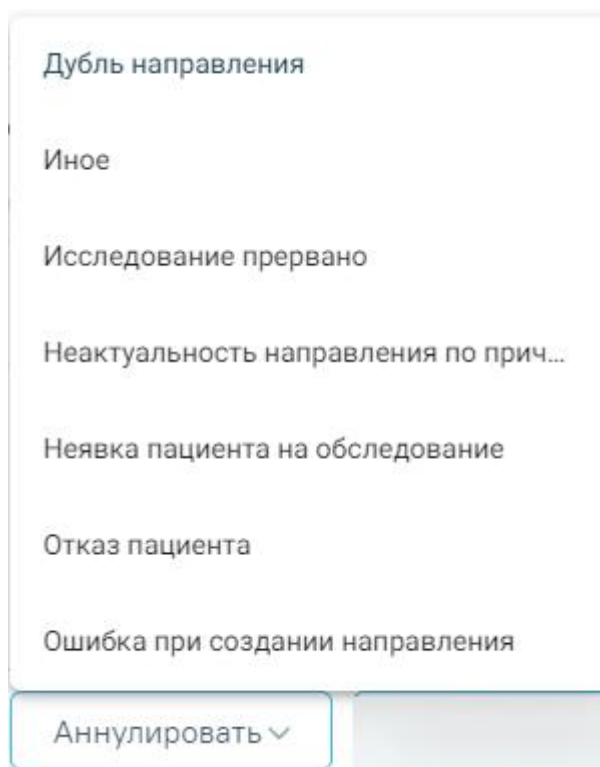 Дубль направления
Иное
Исследование прервано
Неактуальность направления по прич...
Неявка пациента на обследование
Отказ пациента
Ошибка при создании направления
Аннулировать